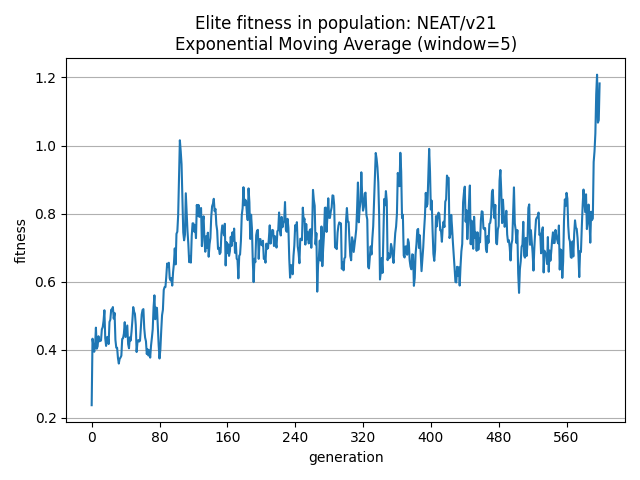 Elite fitness in population: NEAT/v21
Exponential Moving Average (window=5)
1.2
1.0
0.8
0.6
0.4
0.2
fitness
0 80 160 240 320 400 480 560
generation